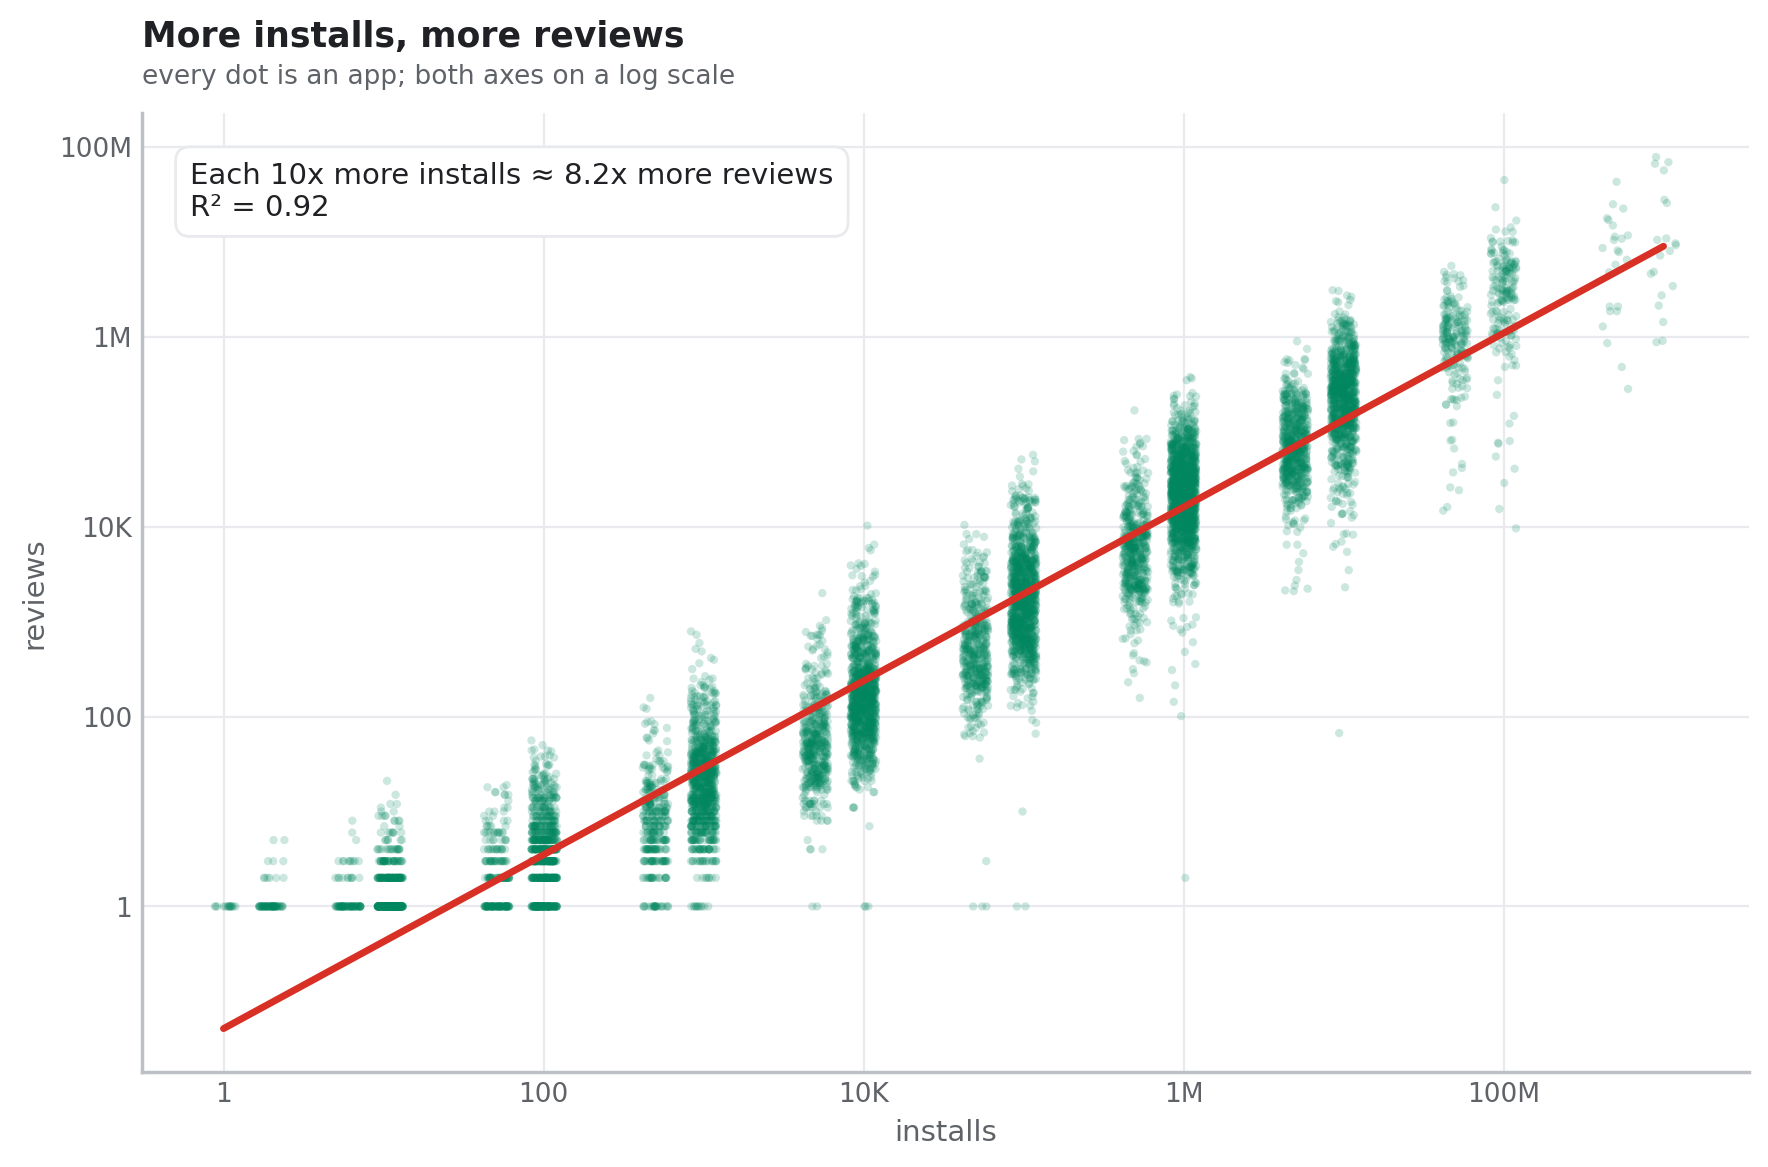 More installs, more reviews
every dot is an app; both axes on a log scale
Each 10x more installs ≈ 8.2x more reviews
R² = 0.92
100M
1M
10K
100
1
reviews
1
100
10K
1M
100M
installs